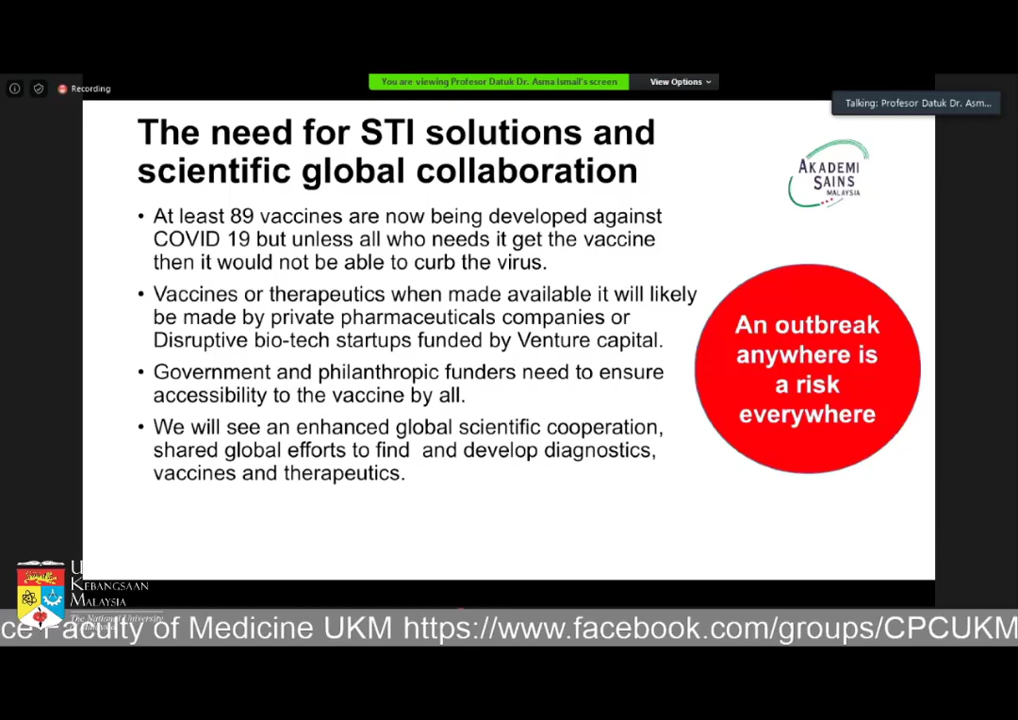 You are viewing Profesor Datuk Dr. Asma Ismail's screen
View Options
Recording
Talking: Profesor Datuk Dr. Asm...
The need for STI solutions and
scientific global collaboration
AKADEMI
SAINS
MALAYSIA
• At least 89 vaccines are now being developed against
COVID 19 but unless all who needs it get the vaccine
then it would not be able to curb the virus.
• Vaccines or therapeutics when made available it will likely
be made by private pharmaceuticals companies or
Disruptive bio-tech startups funded by Venture capital.
• Government and philanthropic funders need to ensure
accessibility to the vaccine by all.
• We will see an enhanced global scientific cooperation,
shared global efforts to find and develop diagnostics,
vaccines and therapeutics.
An outbreak
anywhere is
a risk
everywhere
KEBANGSAAN
MALAYSIA
The National University
ce Faculty of Medicine UKM https://www.facebook.com/groups/CPCUKM